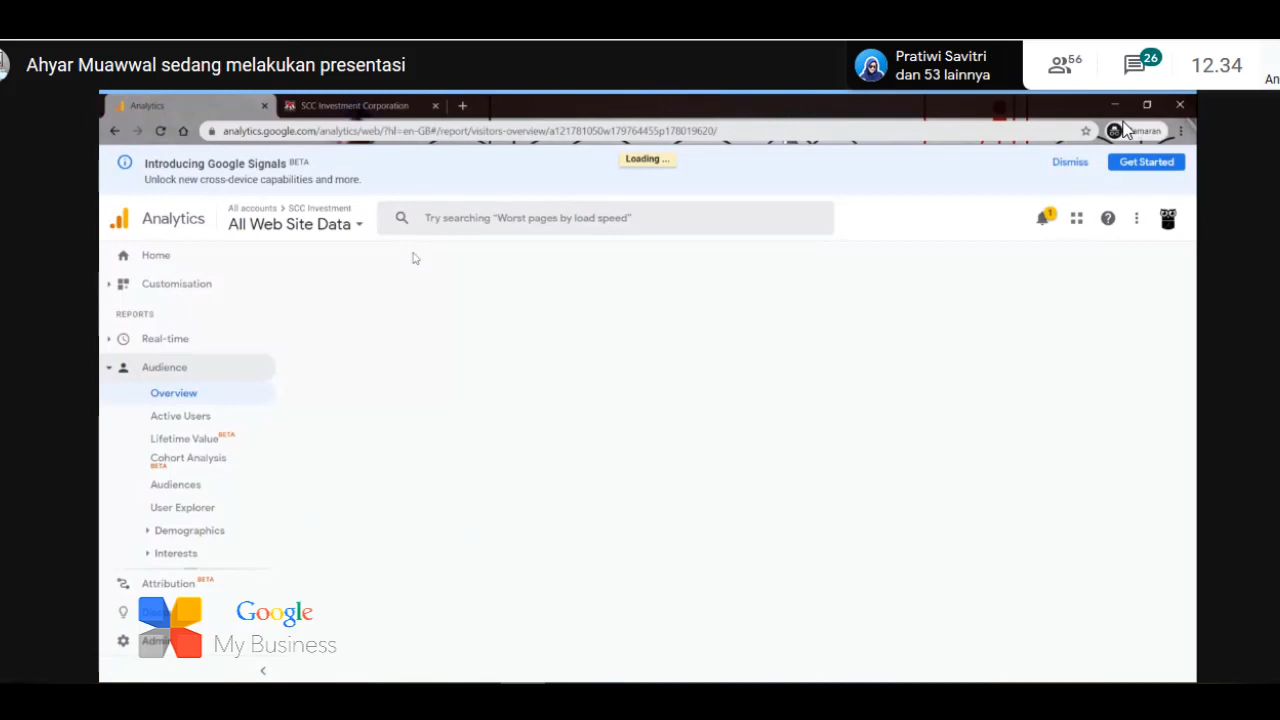 Ahyar Muawwal sedang melakukan presentasi
Pratiwi Savitri
dan 53 lainnya
56
26
12.34
An
Analytics
SCC Investment Corporation
analytics.google.com/analytics/web/?hl=en-GB#/report/visitors-overview/a121781050w179764455p178019620/
amaran
Introducing Google Signals BETA
Unlock new cross-device capabilities and more.
Loading ...
Dismiss
Get Started
Analytics
All accounts > SCC Investment
All Web Site Data
Try searching "Worst pages by load speed"
1
Home
Customisation
REPORTS
Real-time
Audience
Overview
Active Users
Lifetime Value BETA
Cohort Analysis
BETA
Audiences
User Explorer
Demographics
Interests
Attribution BETA
Admin
Google
My Business